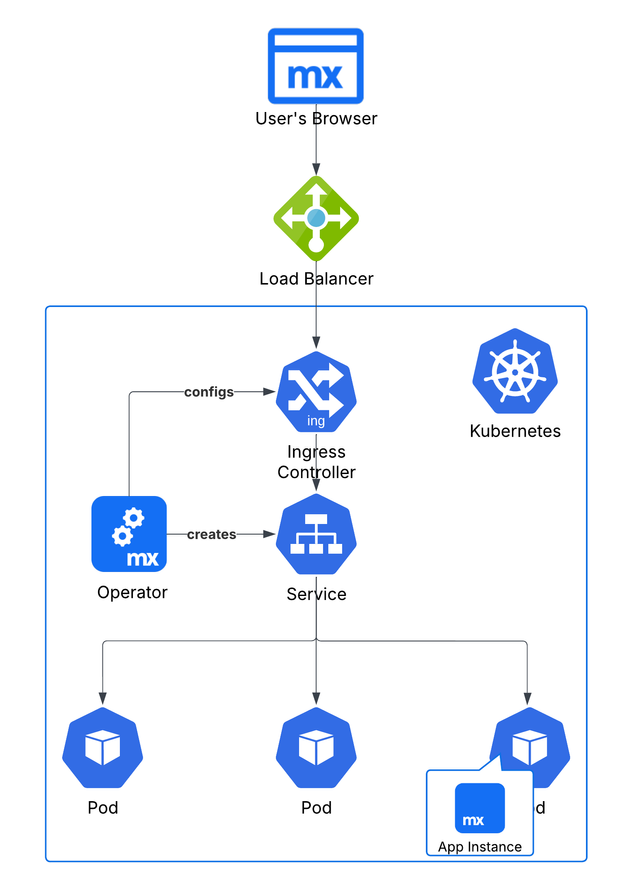 mx
User's Browser
Load Balancer
configs
ing
Ingress
Controller
Kubernetes
creates
mx
Operator
Service
Pod
Pod
d
mx
App Instance